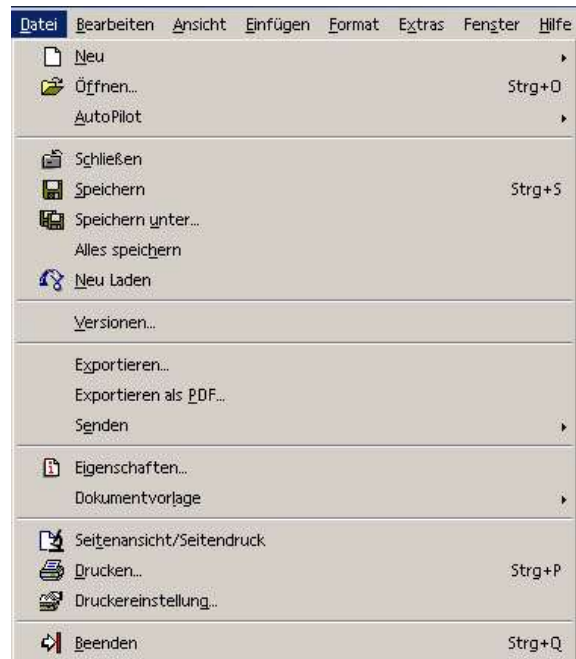 Datei Bearbeiten Ansicht Einfügen Format Extras Fenster Hilfe
Neu
Öffnen... Strg+O
AutoPilot
Schließen
Speichern Strg+S
Speichern unter...
Alles speichern
Neu Laden
Versionen...
Exportieren...
Exportieren als PDF...
Senden
Eigenschaften...
Dokumentvorlage
Seitenansicht/Seitendruck
Drucken... Strg+P
Druckereinstellung...
Beenden Strg+Q